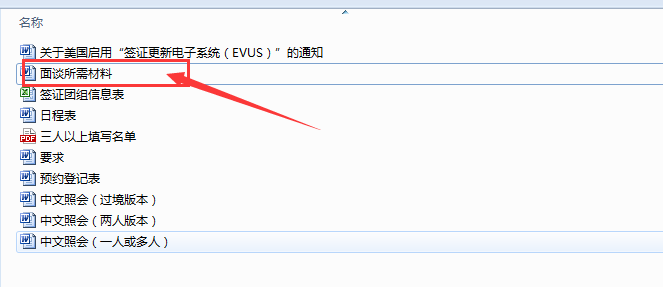 名称
关于美国启用“签证更新电子系统（EVUS）”的通知
面谈所需材料
签证团组信息表
日程表
三人以上填写名单
要求
预约登记表
中文照会（过境版本）
中文照会（两人版本）
中文照会（一人或多人）